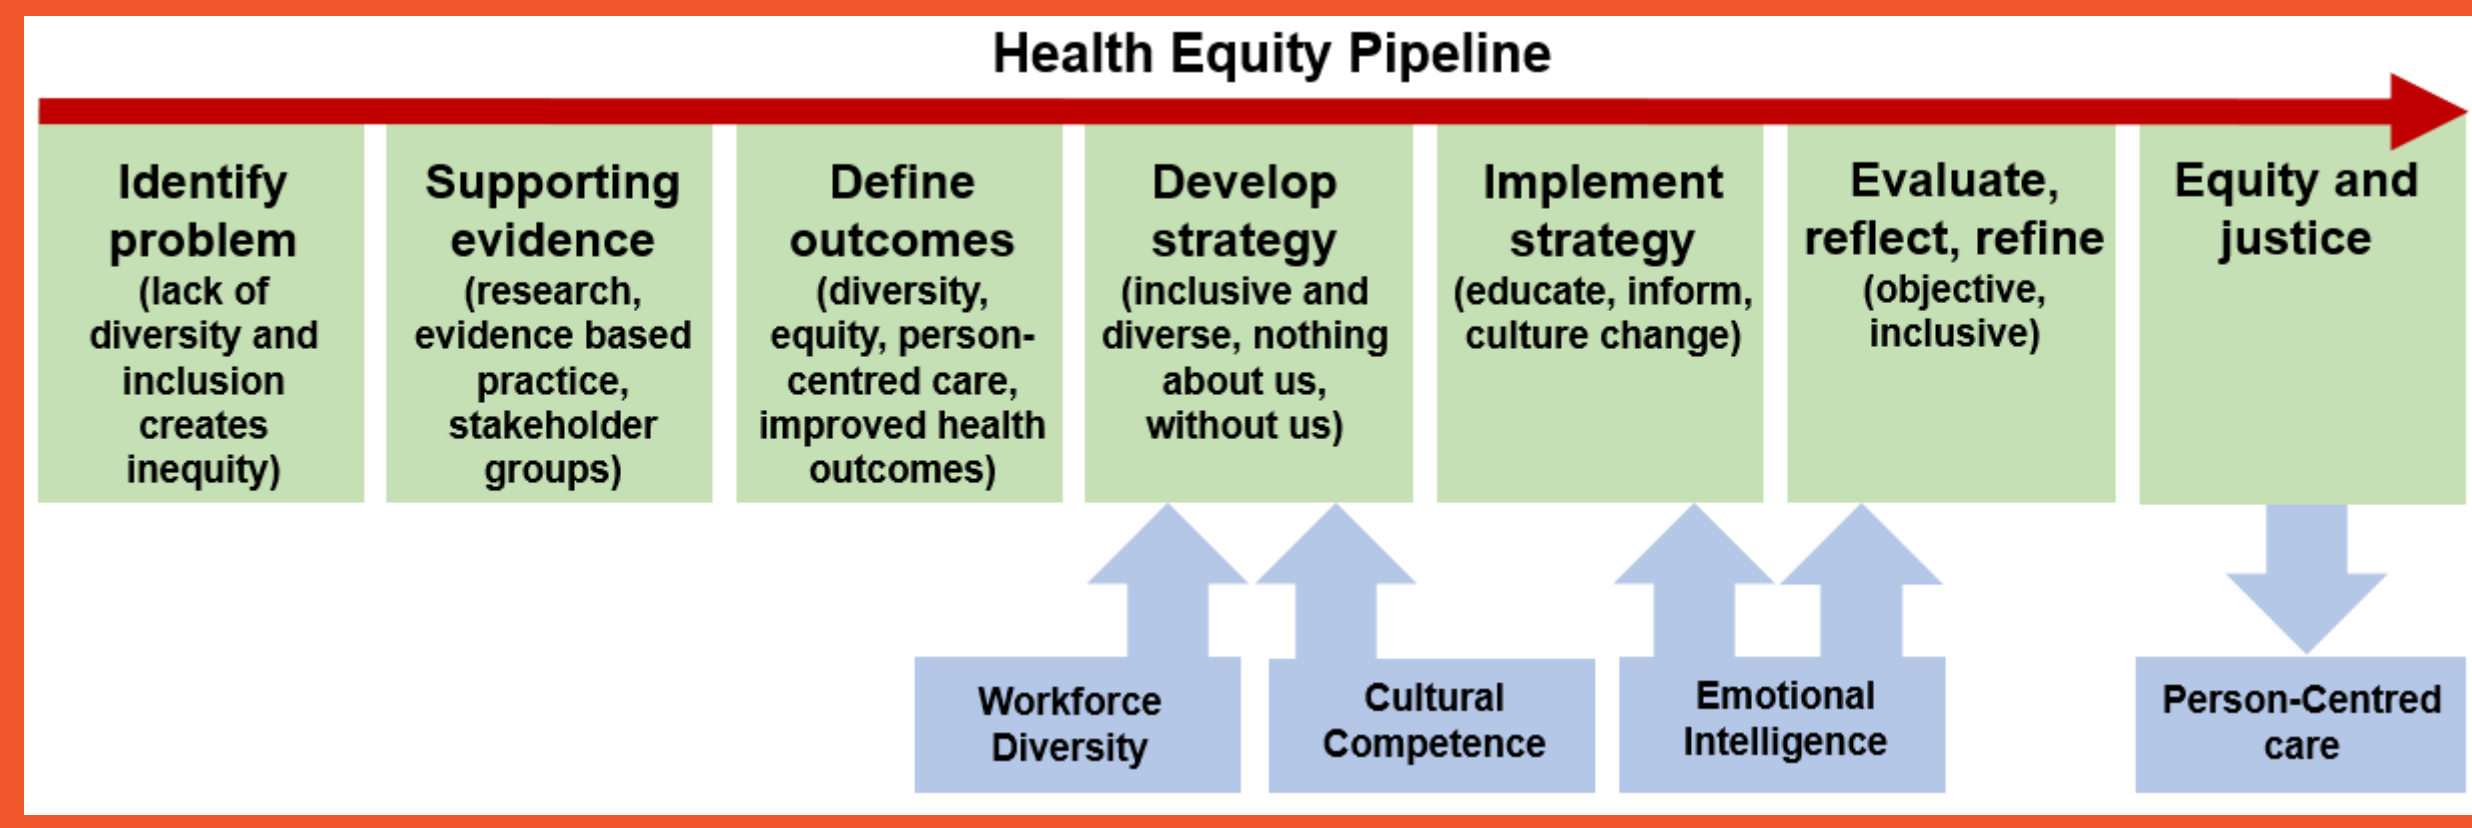 Health Equity Pipeline
Identify
problem
(lack of
diversity and
inclusion
creates
inequity)
Supporting
evidence
(research,
evidence based
practice,
stakeholder
groups)
Define
outcomes
(diversity,
equity, person-
centred care,
improved health
outcomes)
Develop
strategy
(inclusive and
diverse, nothing
about us,
without us)
Implement
strategy
(educate, inform,
culture change)
Evaluate,
reflect, refine
(objective,
inclusive)
Equity and
justice
Workforce
Diversity
Cultural
Competence
Emotional
Intelligence
Person-Centred
care